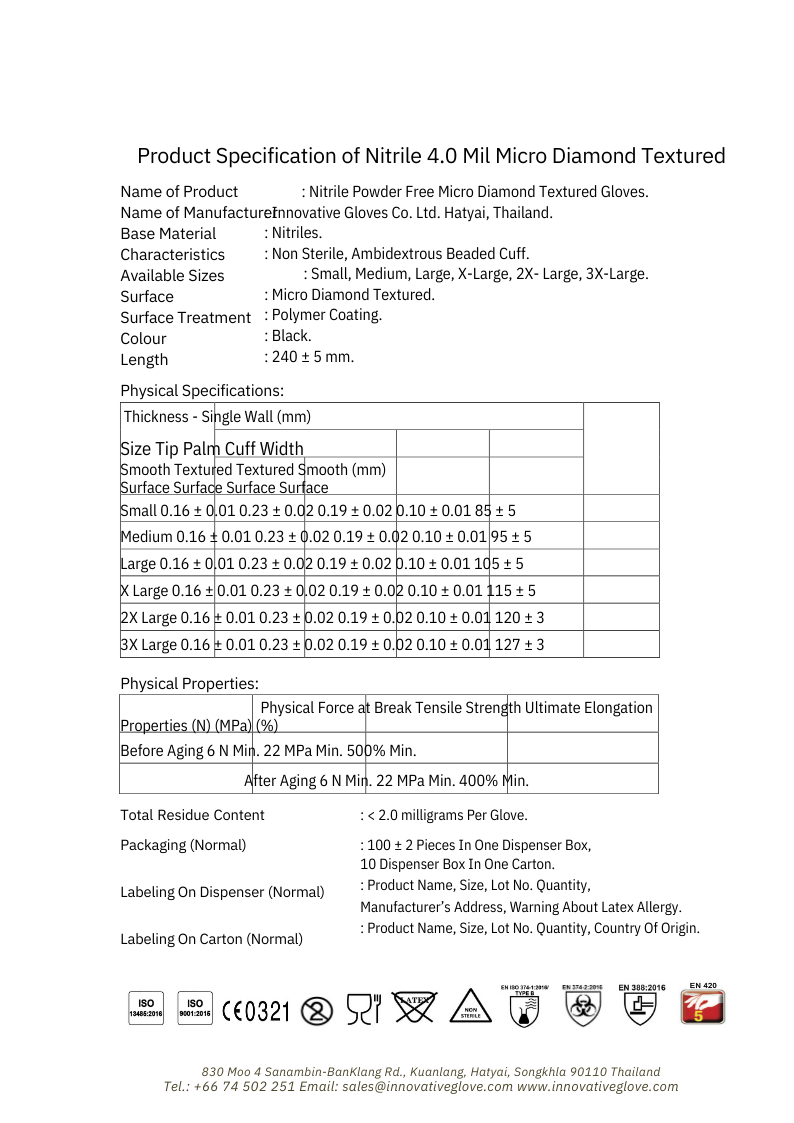 Product Specification of Nitrile 4.0 Mil Micro Diamond Textured
Name of Product : Nitrile Powder Free Micro Diamond Textured Gloves.
Name of Manufacturer: Innovative Gloves Co. Ltd. Hatyai, Thailand.
Base Material : Nitriles.
Characteristics : Non Sterile, Ambidextrous Beaded Cuff.
Available Sizes : Small, Medium, Large, X-Large, 2X- Large, 3X-Large.
Surface : Micro Diamond Textured.
Surface Treatment : Polymer Coating.
Colour : Black.
Length : 240 ± 5 mm.
Physical Specifications:
Thickness - Single Wall (mm)
Size Tip Palm Cuff Width
Smooth Textured Textured Smooth (mm)
Surface Surface Surface Surface
Small 0.16 ± 0.01 0.23 ± 0.02 0.19 ± 0.02 0.10 ± 0.01 85 ± 5
Medium 0.16 ± 0.01 0.23 ± 0.02 0.19 ± 0.02 0.10 ± 0.01 95 ± 5
Large 0.16 ± 0.01 0.23 ± 0.02 0.19 ± 0.02 0.10 ± 0.01 105 ± 5
X Large 0.16 ± 0.01 0.23 ± 0.02 0.19 ± 0.02 0.10 ± 0.01 115 ± 5
2X Large 0.16 ± 0.01 0.23 ± 0.02 0.19 ± 0.02 0.10 ± 0.01 120 ± 3
3X Large 0.16 ± 0.01 0.23 ± 0.02 0.19 ± 0.02 0.10 ± 0.01 127 ± 3
Physical Properties:
Physical Force at Break Tensile Strength Ultimate Elongation
Properties (N) (MPa) (%)
Before Aging 6 N Min. 22 MPa Min. 500% Min.
After Aging 6 N Min. 22 MPa Min. 400% Min.
Total Residue Content : < 2.0 milligrams Per Glove.
Packaging (Normal) : 100 ± 2 Pieces In One Dispenser Box,
10 Dispenser Box In One Carton.
Labeling On Dispenser (Normal) : Product Name, Size, Lot No. Quantity,
Manufacturer’s Address, Warning About Latex Allergy.
Labeling On Carton (Normal) : Product Name, Size, Lot No. Quantity, Country Of Origin.
ISO 13485:2016
ISO 9001:2015
CE0321
2
LATEX
NON STERILE
EN ISO 374-1:2016/ TYPE B
EN 374-2:2016
EN 388:2016
EN 420
5
830 Moo 4 Sanambin-BanKlang Rd., Kuanlang, Hatyai, Songkhla 90110 Thailand
Tel.: +66 74 502 251 Email: sales@innovativeglove.com www.innovativeglove.com